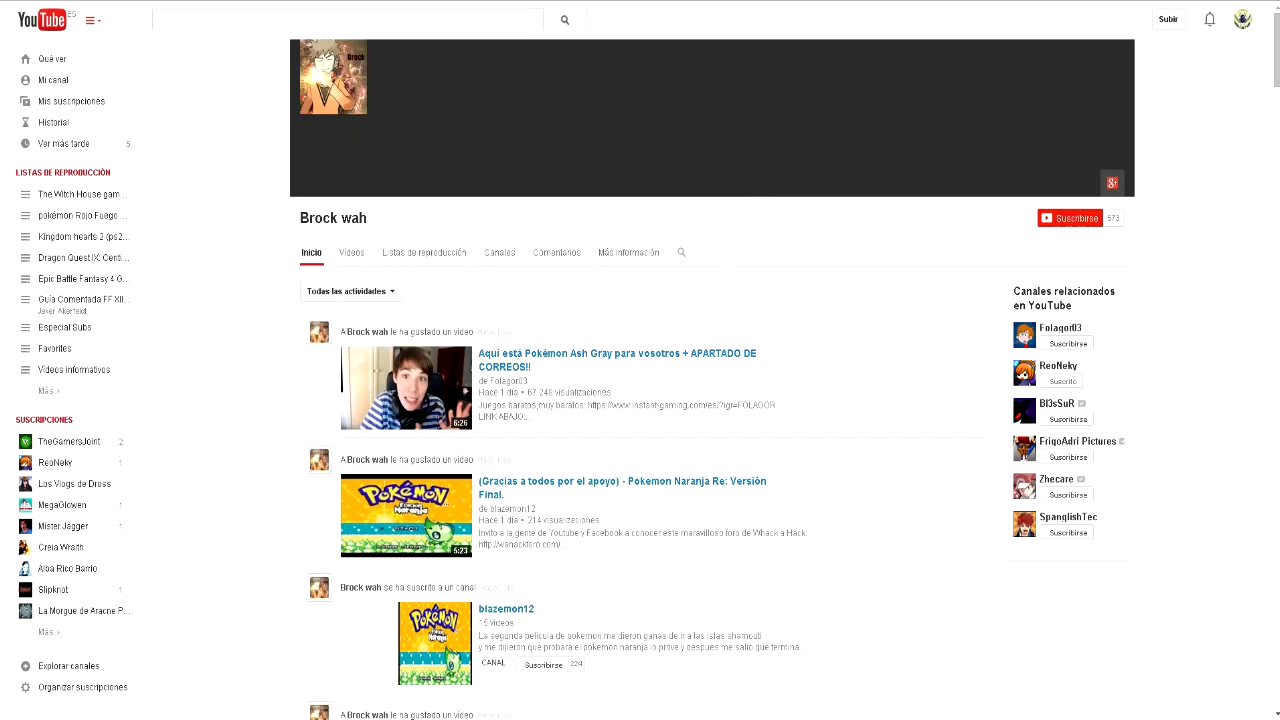 YouTube ES
Subir
Qué ver
Mi canal
Mis suscripciones
Historial
Ver más tarde 5
LISTAS DE REPRODUCCIÓN
The Witch House gam...
pokémon Rojo Fuego ...
Kingdom hearts 2 (ps2...
Dragon Quest IX: Centi...
Epic Battle Fantasy 4 G...
Guía Comentada FF XII...
Jeker Akerfeldt
Especial Subs
Favorites
Vídeos informativos
Más ›
SUSCRIPCIONES
TheGamersJoint 2
ReoNeky 1
Los Vlogs de Dross
MegaGlowen 1
Mister Jägger 1
Creia Wraith
Alba Rico Barrio
Slipknot 1
La Morgue de Aracne P...
Más ›
Explorar canales
Organizar suscripciones
Brock
g+
Brock wah
Suscribirse 573
Inicio Vídeos Listas de reproducción Canales Comentarios Más información
Todas las actividades
A Brock wah le ha gustado un vídeo
Aquí está Pokémon Ash Gray para vosotros + APARTADO DE
CORREOS!!
de Folagor03
Hace 1 día • 67.248 visualizaciones
Juegos baratos,muy baratos: https://www.instant-gaming.com/es/?igr=FOLAGOR
LINK ABAJO:...
6:26
A Brock wah le ha gustado un vídeo
(Gracias a todos por el apoyo) - Pokemon Naranja Re: Versión
Final.
de blazemon12
Hace 1 día • 214 visualizaciones
Invito a la gente de Youtube y Facebook a conocer este maravilloso foro de Whack a Hack:
http://wahackforo.com/...
POKéMON
Naranja
5:23
Brock wah se ha suscrito a un canal
blazemon12
15 vídeos
La segunda pelicula de pokemon me dieron ganas de ir a las islas shamouti
y me dijeron que probara el pokemon naranja lo prove y despues me salio que termina...
CANAL Suscribirse 224
POKéMON
Naranja
A Brock wah le ha gustado un vídeo
Canales relacionados
en YouTube
Folagor03
Suscribirse
ReoNeky
Suscrito
Bl3sSuR
Suscribirse
FrigoAdri Pictures
Suscribirse
Zhecare
Suscribirse
SpanglishTec
Suscribirse